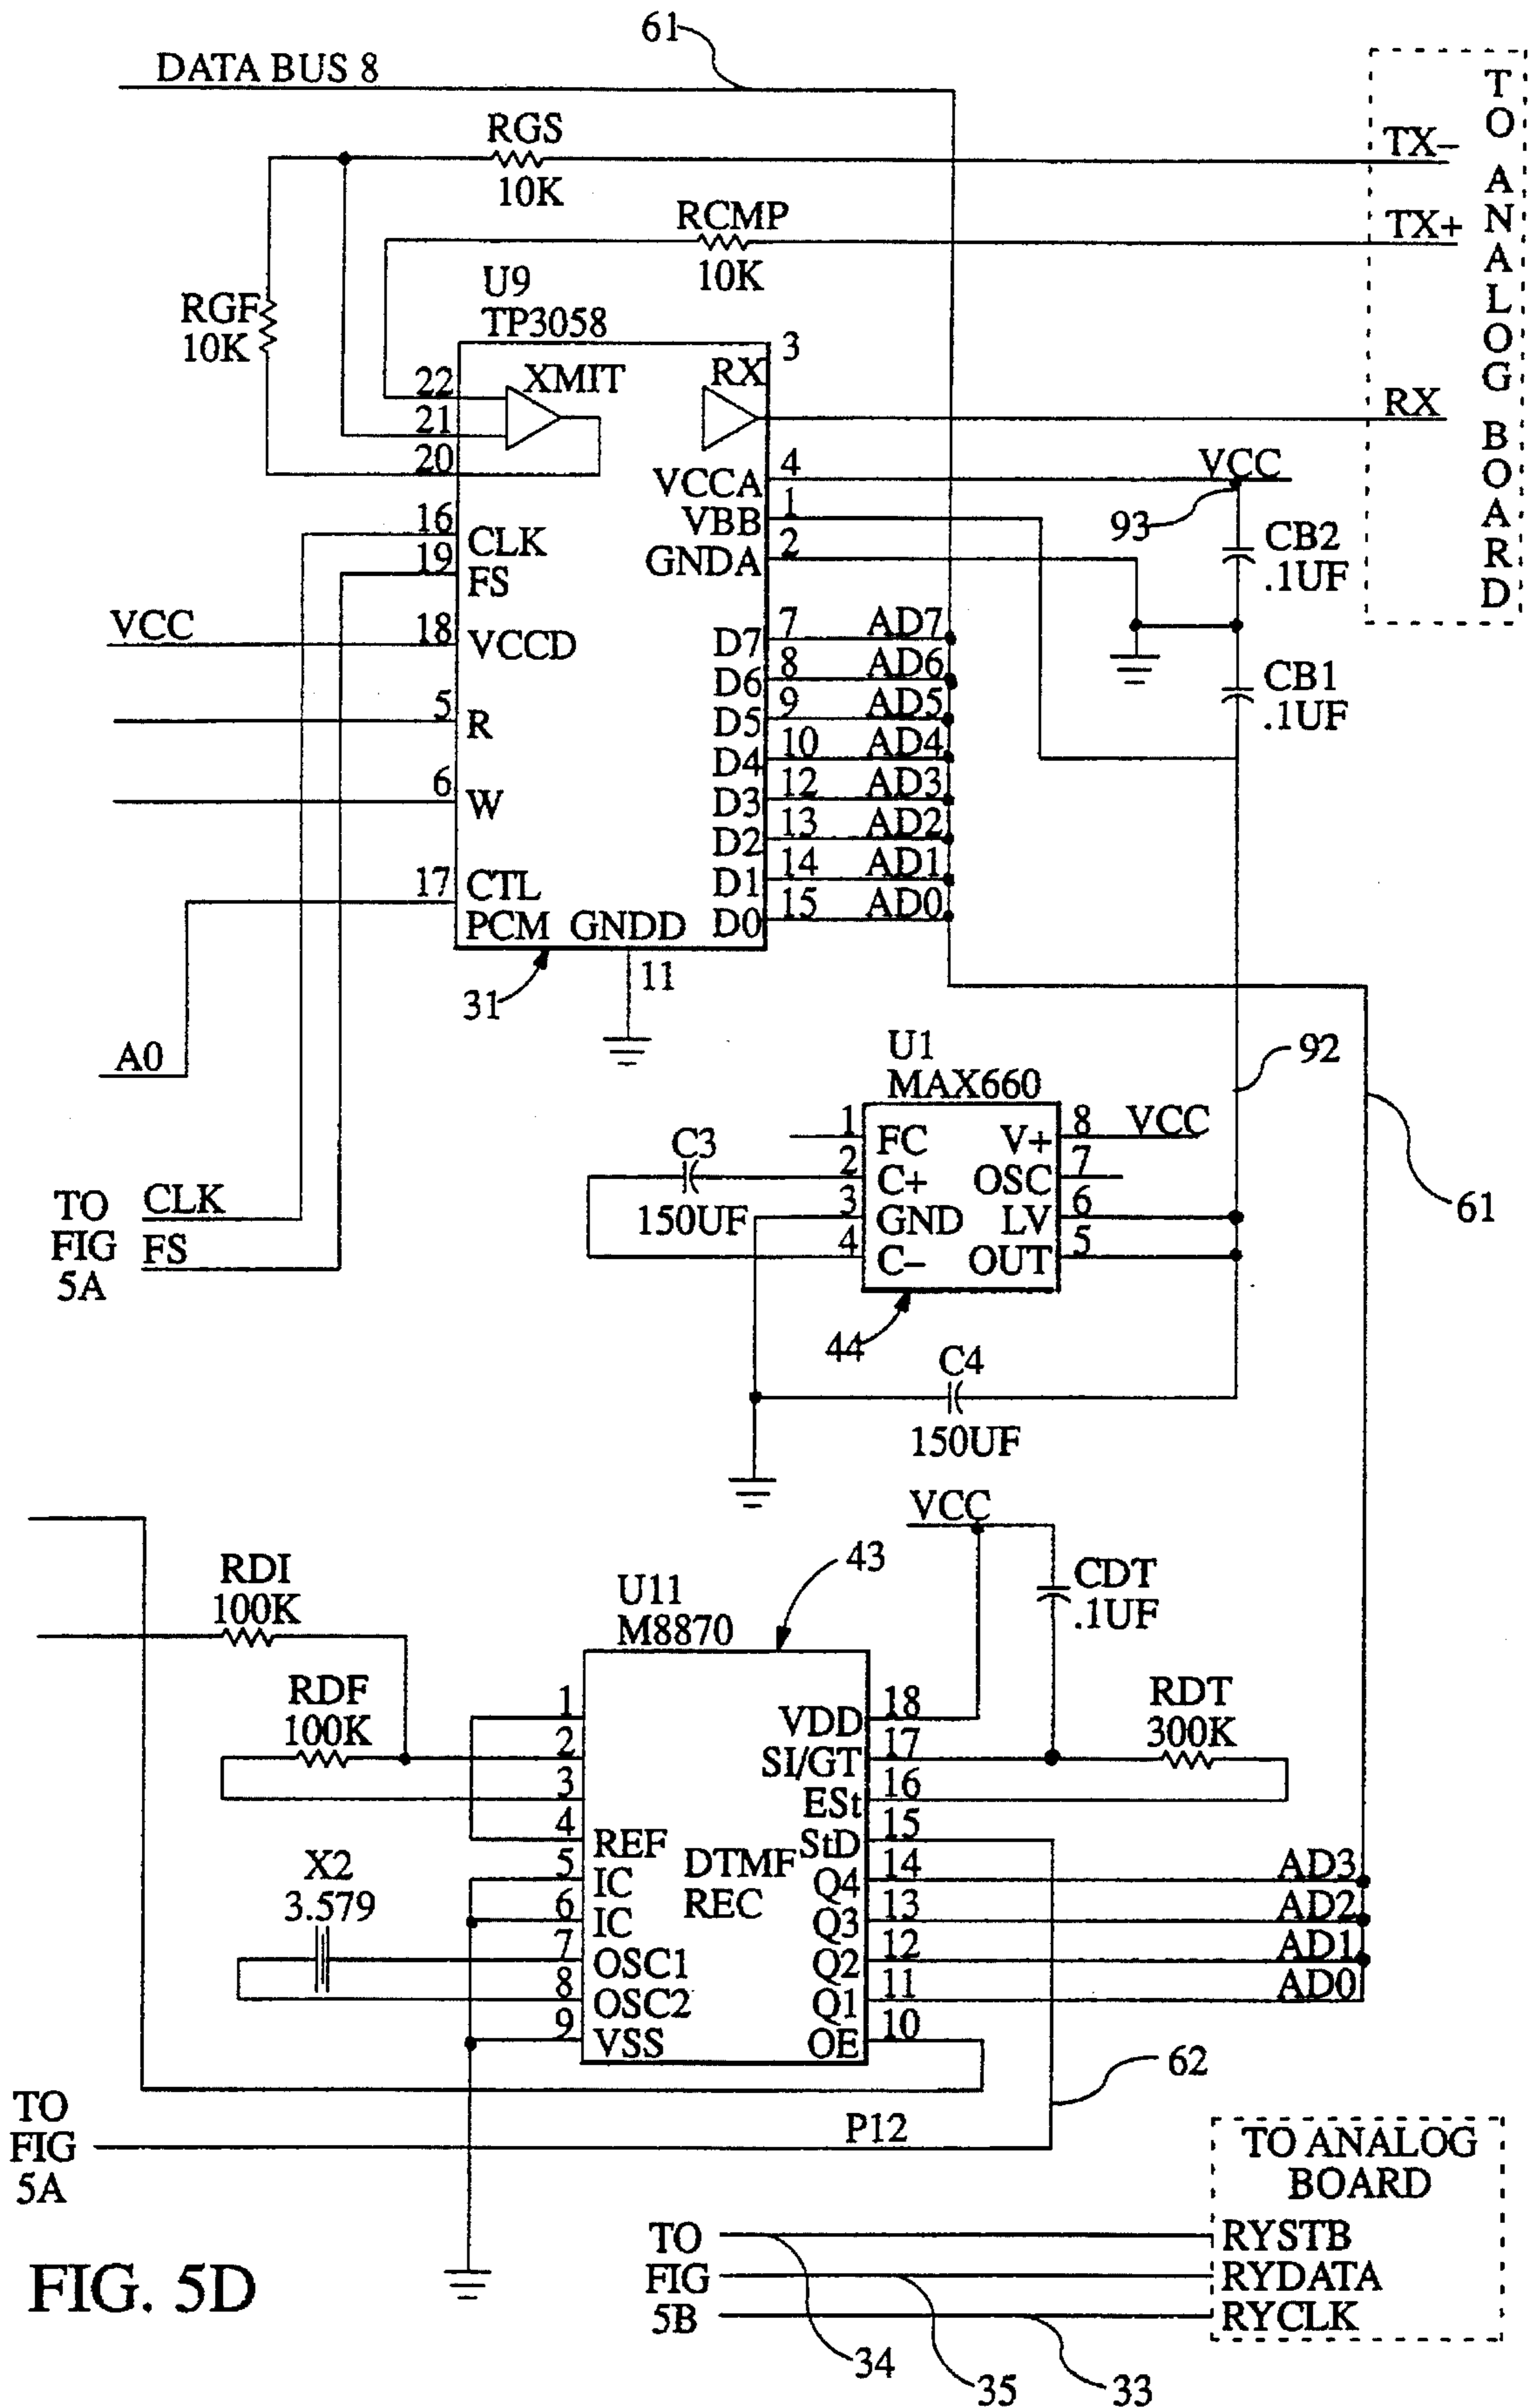 61
DATA BUS 8
TO ANALOG BOARD
RGS
10K
TX−
RCMP
10K
TX+
RGF
10K
U9
TP3058
3
22
XMIT
RX
RX
21
20
VCCA
4
VCC
16
VBB
1
93
CLK
GNDA
2
CB2
.1UF
19
FS
VCC
18
VCCD
D7
7
AD7
D6
8
AD6
CB1
.1UF
5
R
D5
9
AD5
D4
10
AD4
6
W
D3
12
AD3
D2
13
AD2
17
CTL
D1
14
AD1
PCM
GNDD
D0
15
AD0
31
11
A0
U1
MAX660
92
1
FC
V+
8
VCC
C3
150UF
2
C+
OSC
7
3
GND
LV
6
61
4
C−
OUT
5
TO
FIG
5A
CLK
FS
44
C4
150UF
VCC
RDI
100K
U11
M8870
43
CDT
.1UF
RDF
100K
RDT
300K
1
VDD
18
2
SI/GT
17
3
ESt
16
4
REF
StD
15
DTMF
REC
5
IC
Q4
14
AD3
X2
3.579
6
IC
Q3
13
AD2
7
OSC1
Q2
12
AD1
8
OSC2
Q1
11
AD0
9
VSS
OE
10
62
TO
FIG
5A
P12
TO ANALOG
BOARD
TO
FIG
5B
RYSTB
RYDATA
RYCLK
34
35
33
FIG. 5D